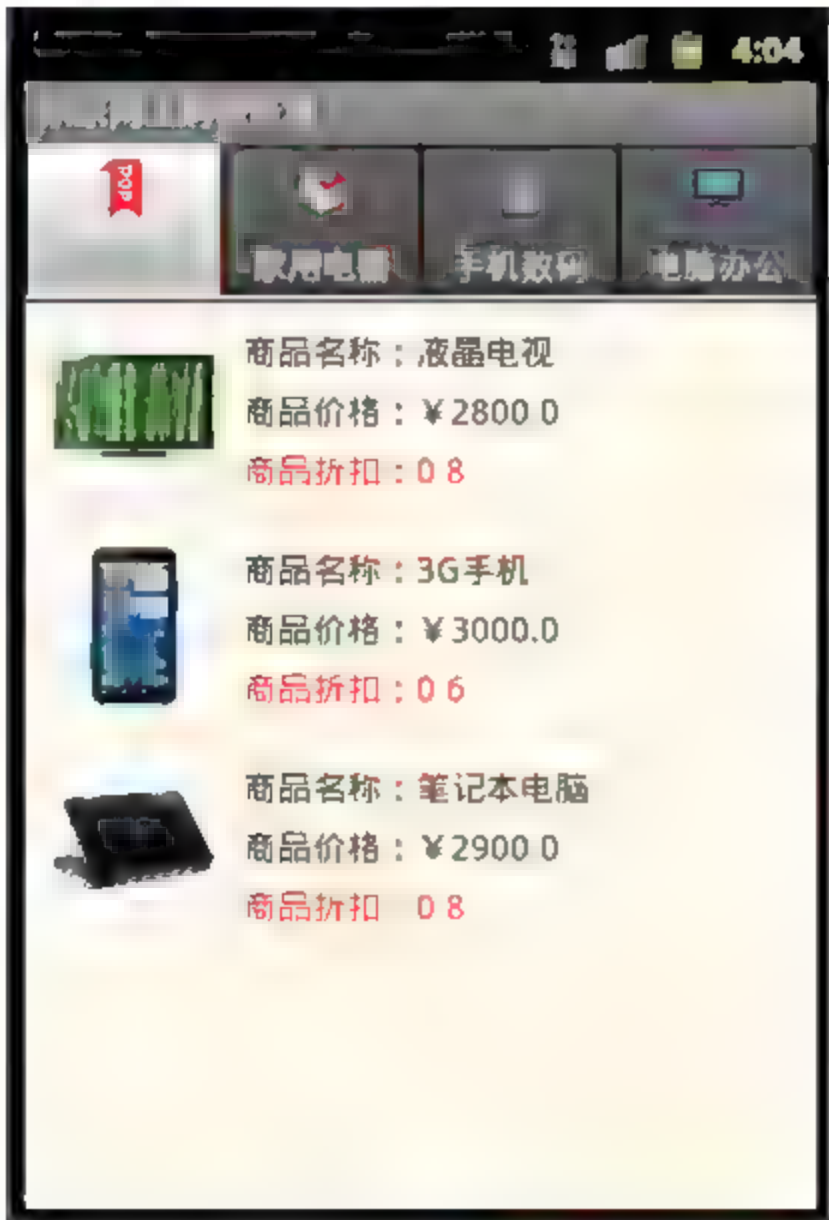 4:04
POP
家用电器 手机数码 电脑办公
商品名称：液晶电视
商品价格：¥2800 0
商品折扣：0 8
商品名称：3G手机
商品价格：¥3000.0
商品折扣：0 6
商品名称：笔记本电脑
商品价格：¥2900 0
商品折扣 0 8